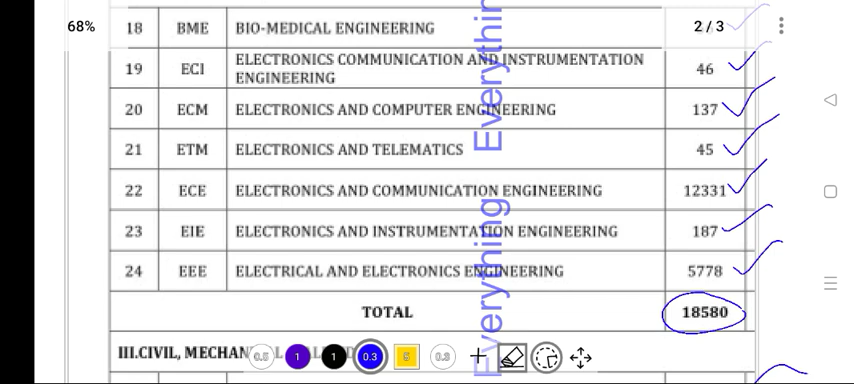 68%
18 BME BIO-MEDICAL ENGINEERING 2 / 3
19 ECI ELECTRONICS COMMUNICATION AND INSTRUMENTATION ENGINEERING 46
20 ECM ELECTRONICS AND COMPUTER ENGINEERING 137
21 ETM ELECTRONICS AND TELEMATICS 45
22 ECE ELECTRONICS AND COMMUNICATION ENGINEERING 12331
23 EIE ELECTRONICS AND INSTRUMENTATION ENGINEERING 187
24 EEE ELECTRICAL AND ELECTRONICS ENGINEERING 5778
TOTAL 18580
III.CIVIL,
0.5 1 1 0.3 5 0.3
Everything